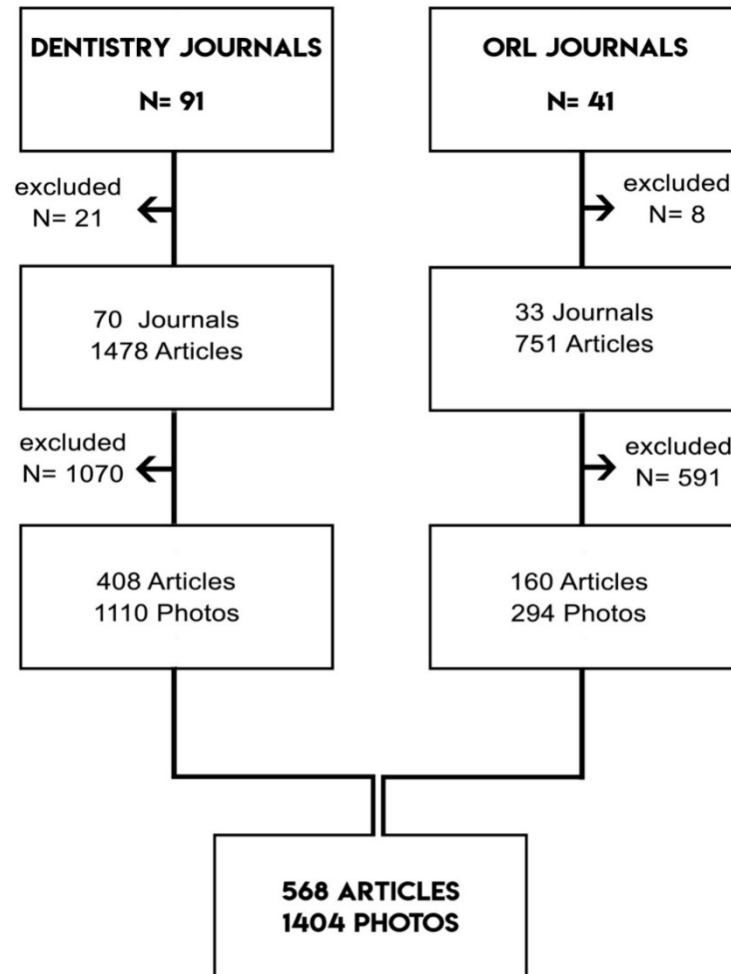 DENTISTRY JOURNALS
N= 91
ORL JOURNALS
N= 41
excluded
N= 21
excluded
N= 8
70 Journals
1478 Articles
33 Journals
751 Articles
excluded
N= 1070
excluded
N= 591
408 Articles
1110 Photos
160 Articles
294 Photos
568 ARTICLES
1404 PHOTOS